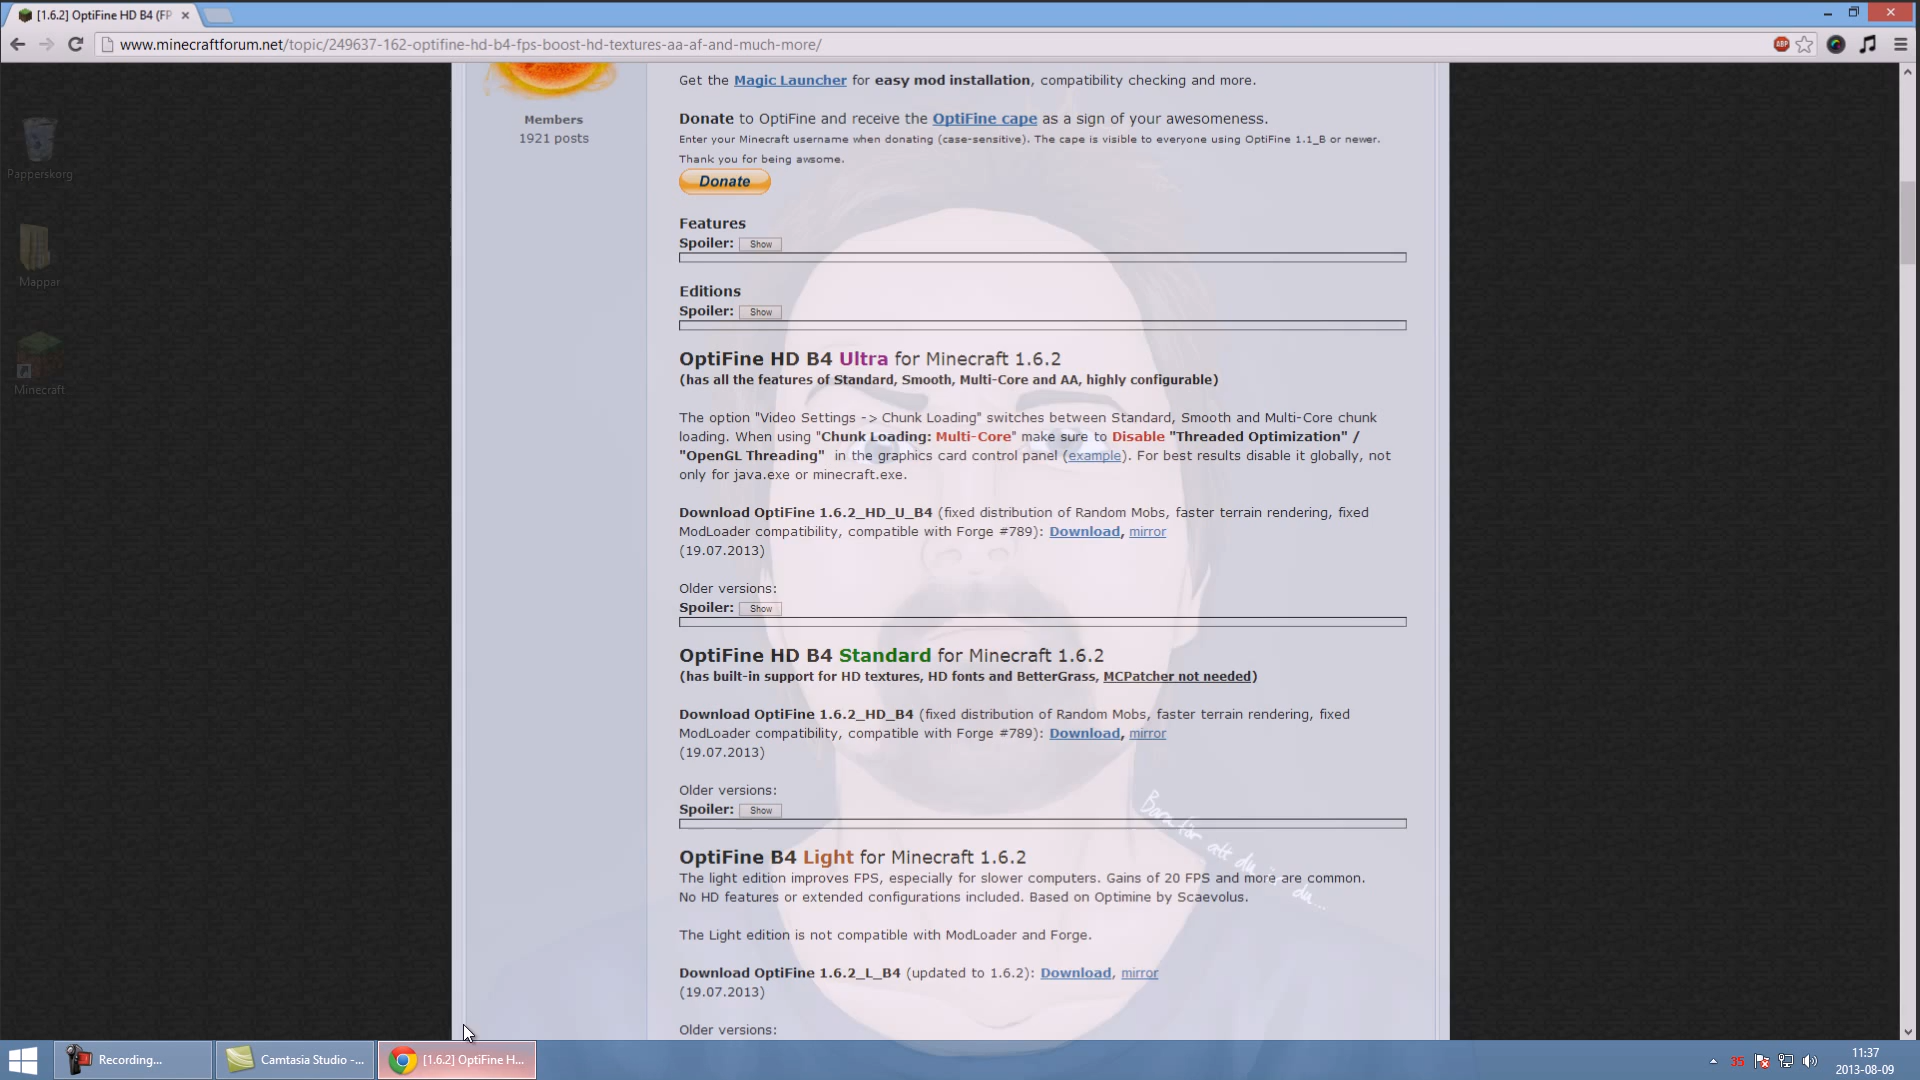 [1.6.2] OptiFine HD B4 (FP
www.minecraftforum.net/topic/249637-162-optifine-hd-b4-fps-boost-hd-textures-aa-af-and-much-more/
ABP
Papperskorg
Mappar
Minecraft
Members
1921 posts
Get the Magic Launcher for easy mod installation, compatibility checking and more.
Donate to OptiFine and receive the OptiFine cape as a sign of your awesomeness.
Enter your Minecraft username when donating (case-sensitive). The cape is visible to everyone using OptiFine 1.1_B or newer.
Thank you for being awsome.
Donate
Features
Spoiler: Show
Editions
Spoiler: Show
OptiFine HD B4 Ultra for Minecraft 1.6.2
(has all the features of Standard, Smooth, Multi-Core and AA, highly configurable)
The option "Video Settings -> Chunk Loading" switches between Standard, Smooth and Multi-Core chunk
loading. When using "Chunk Loading: Multi-Core" make sure to Disable "Threaded Optimization" /
"OpenGL Threading"  in the graphics card control panel (example). For best results disable it globally, not
only for java.exe or minecraft.exe.
Download OptiFine 1.6.2_HD_U_B4 (fixed distribution of Random Mobs, faster terrain rendering, fixed
ModLoader compatibility, compatible with Forge #789): Download, mirror
(19.07.2013)
Older versions:
Spoiler: Show
OptiFine HD B4 Standard for Minecraft 1.6.2
(has built-in support for HD textures, HD fonts and BetterGrass, MCPatcher not needed)
Download OptiFine 1.6.2_HD_B4 (fixed distribution of Random Mobs, faster terrain rendering, fixed
ModLoader compatibility, compatible with Forge #789): Download, mirror
(19.07.2013)
Older versions:
Spoiler: Show
Bara för att du är du...
OptiFine B4 Light for Minecraft 1.6.2
The light edition improves FPS, especially for slower computers. Gains of 20 FPS and more are common.
No HD features or extended configurations included. Based on Optimine by Scaevolus.
The Light edition is not compatible with ModLoader and Forge.
Download OptiFine 1.6.2_L_B4 (updated to 1.6.2): Download, mirror
(19.07.2013)
Older versions:
Recording...
Camtasia Studio -...
[1.6.2] OptiFine H...
35
11:37
2013-08-09